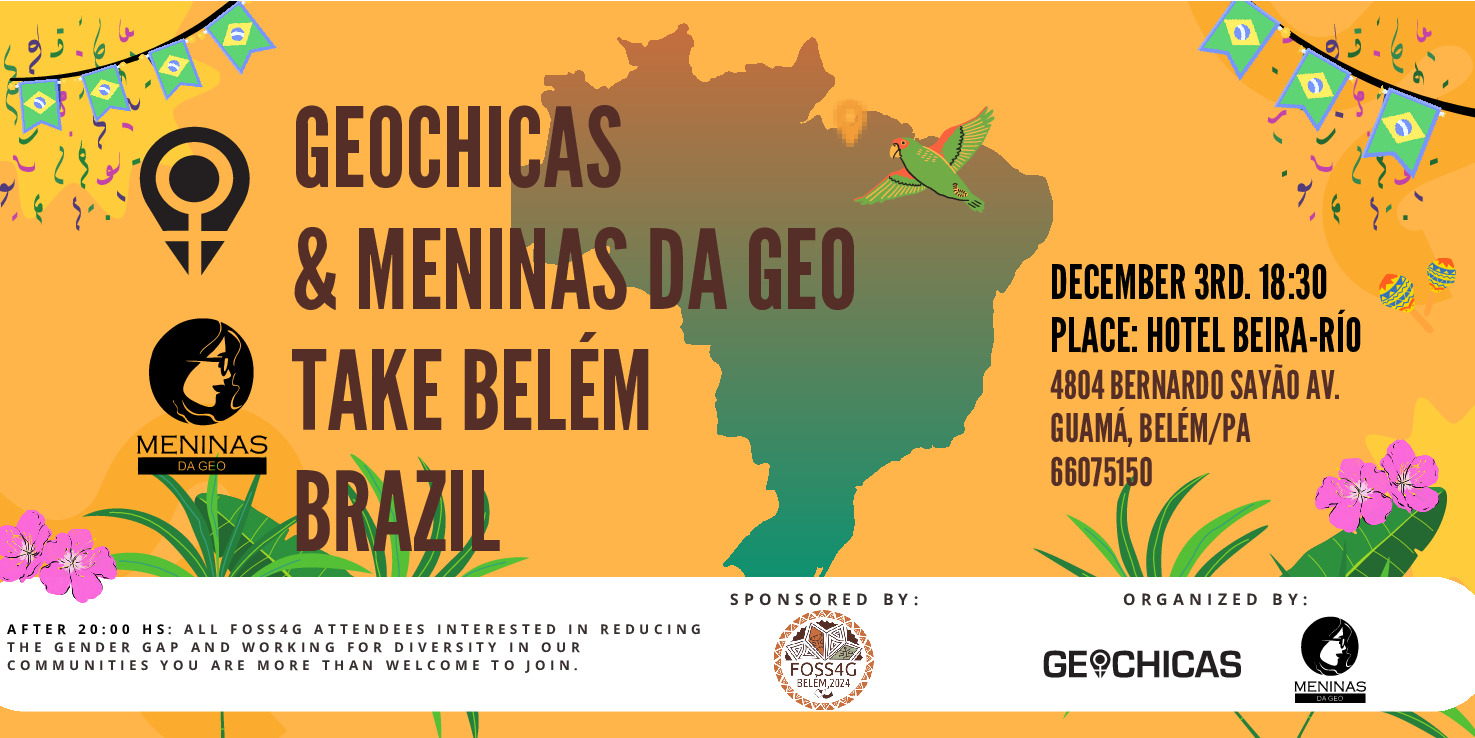 GEOCHICAS
& MENINAS DA GEO
TAKE BELÉM
BRAZIL
MENINAS
DA GEO
DECEMBER 3RD. 18:30
PLACE: HOTEL BEIRA-RÍO
4804 BERNARDO SAYÃO AV.
GUAMÁ, BELÉM/PA
66075150
AFTER 20:00 HS: ALL FOSS4G ATTENDEES INTERESTED IN REDUCING
THE GENDER GAP AND WORKING FOR DIVERSITY IN OUR
COMMUNITIES YOU ARE MORE THAN WELCOME TO JOIN.
SPONSORED BY:
FOSS4G
BELÉM,2024
ORGANIZED BY:
GEOCHICAS
MENINAS
DA GEO